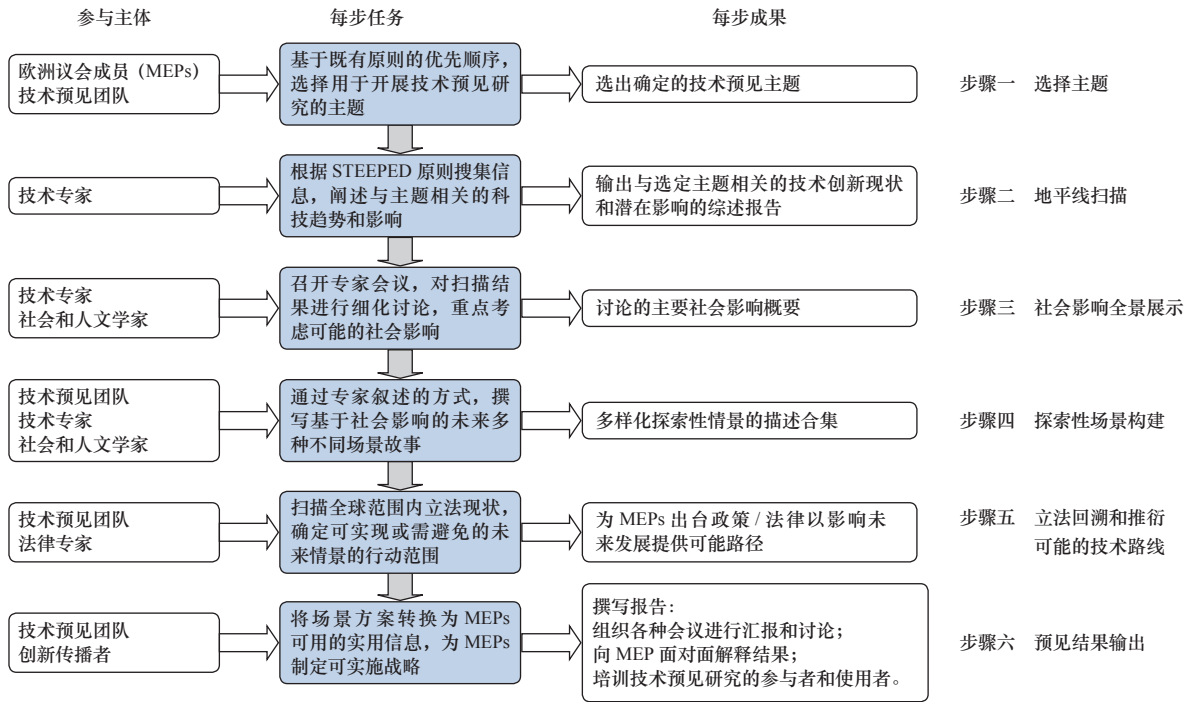 参与主体
每步任务
每步成果
欧洲议会成员（MEPs）
技术预见团队
基于既有原则的优先顺序，
选择用于开展技术预见研
究的主题
选出确定的技术预见主题
步骤一 选择主题
技术专家
根据 STEEPED 原则搜集信
息，阐述与主题相关的科
技趋势和影响
输出与选定主题相关的技术创新现状
和潜在影响的综述报告
步骤二 地平线扫描
技术专家
社会和人文学家
召开专家会议，对扫描结
果进行细化讨论，重点考
虑可能的社会影响
讨论的主要社会影响概要
步骤三 社会影响全景展示
技术预见团队
技术专家
社会和人文学家
通过专家叙述的方式，撰
写基于社会影响的未来多
种不同场景故事
多样化探索性情景的描述合集
步骤四 探索性场景构建
技术预见团队
法律专家
扫描全球范围内立法现状，
确定可实现或需避免的未
来情景的行动范围
为 MEPs 出台政策 / 法律以影响未
来发展提供可能路径
步骤五 立法回溯和推衍
可能的技术路线
技术预见团队
创新传播者
将场景方案转换为 MEPs
可用的实用信息，为 MEPs
制定可实施战略
撰写报告：
组织各种会议进行汇报和讨论；
向 MEP 面对面解释结果；
培训技术预见研究的参与者和使用者。
步骤六 预见结果输出